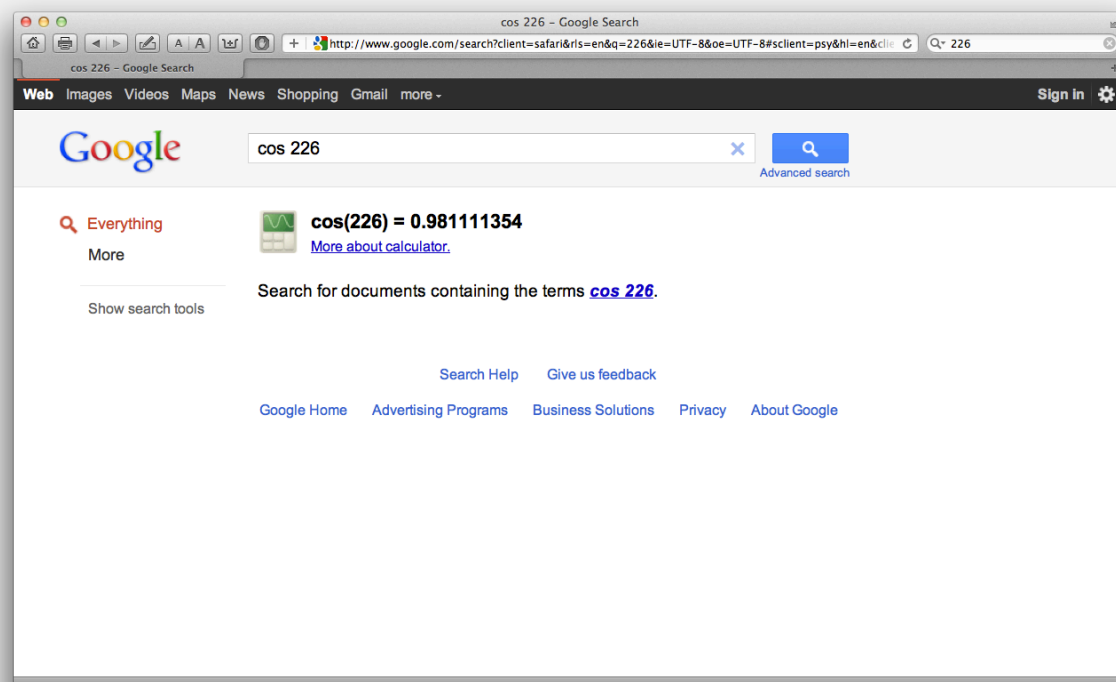 cos 226 – Google Search
A A + http://www.google.com/search?client=safari&rls=en&q=226&ie=UTF-8&oe=UTF-8#sclient=psy&hl=en&clie 226
cos 226 – Google Search
Web Images Videos Maps News Shopping Gmail more Sign in
Google cos 226
Advanced search
Everything
More
Show search tools
cos(226) = 0.981111354
More about calculator.
Search for documents containing the terms cos 226.
Search Help Give us feedback
Google Home Advertising Programs Business Solutions Privacy About Google